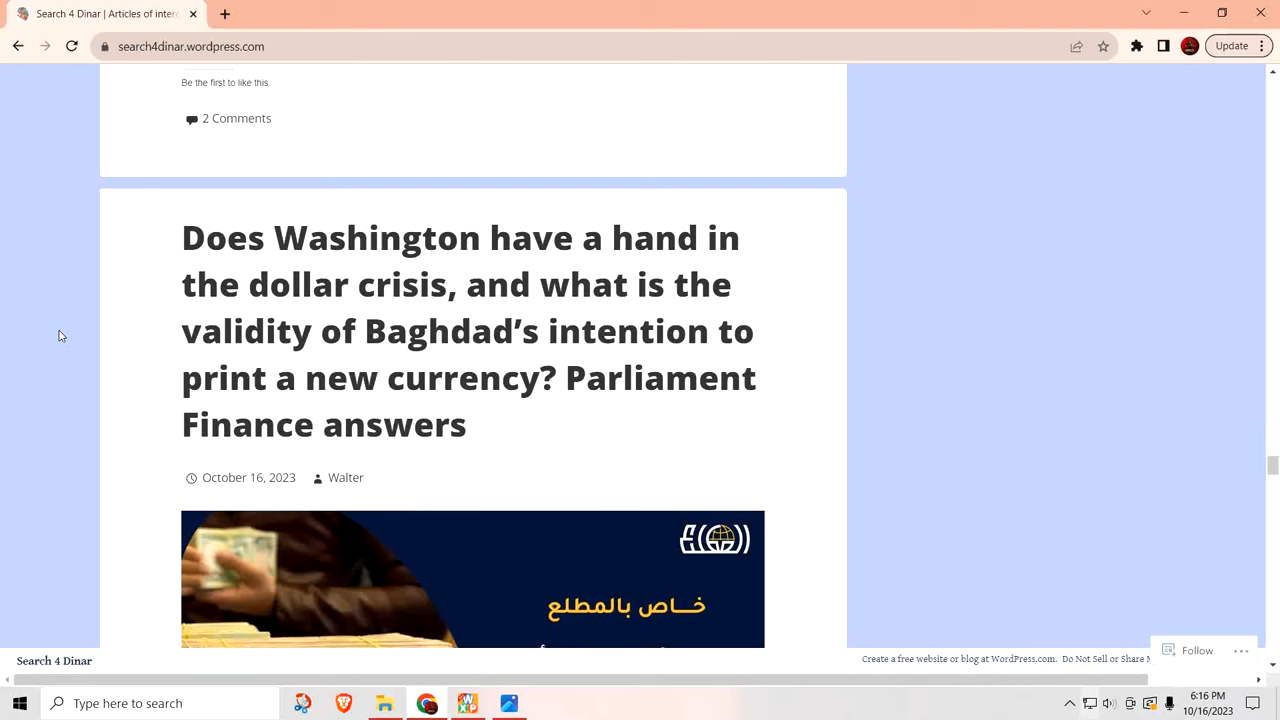 Search 4 Dinar | Articles of inter
search4dinar.wordpress.com
Update
Be the first to like this.
2 Comments
Does Washington have a hand in
the dollar crisis, and what is the
validity of Baghdad’s intention to
print a new currency? Parliament
Finance answers
October 16, 2023 Walter
خاص بالمطلع
Follow
Search 4 Dinar
Create a free website or blog at WordPress.com. Do Not Sell or Share M
Type here to search
6:16 PM
10/16/2023